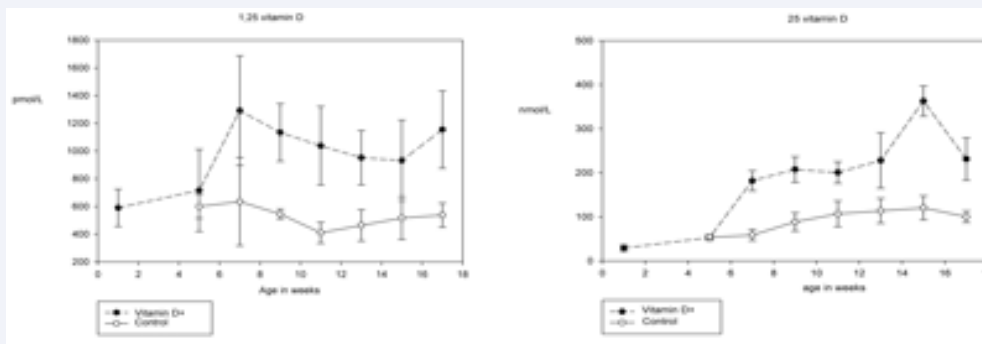 1,25 vitamin D
pmol/L
1800
1600
1400
1200
1000
800
600
400
200
0 2 4 6 8 10 12 14 16 18
Age in weeks
Vitamin D+
Control
25 vitamin D
nmol/L
500
400
300
200
100
0
0 2 4 6 8 10 12 14 16
age in weeks
Vitamin D+
Control